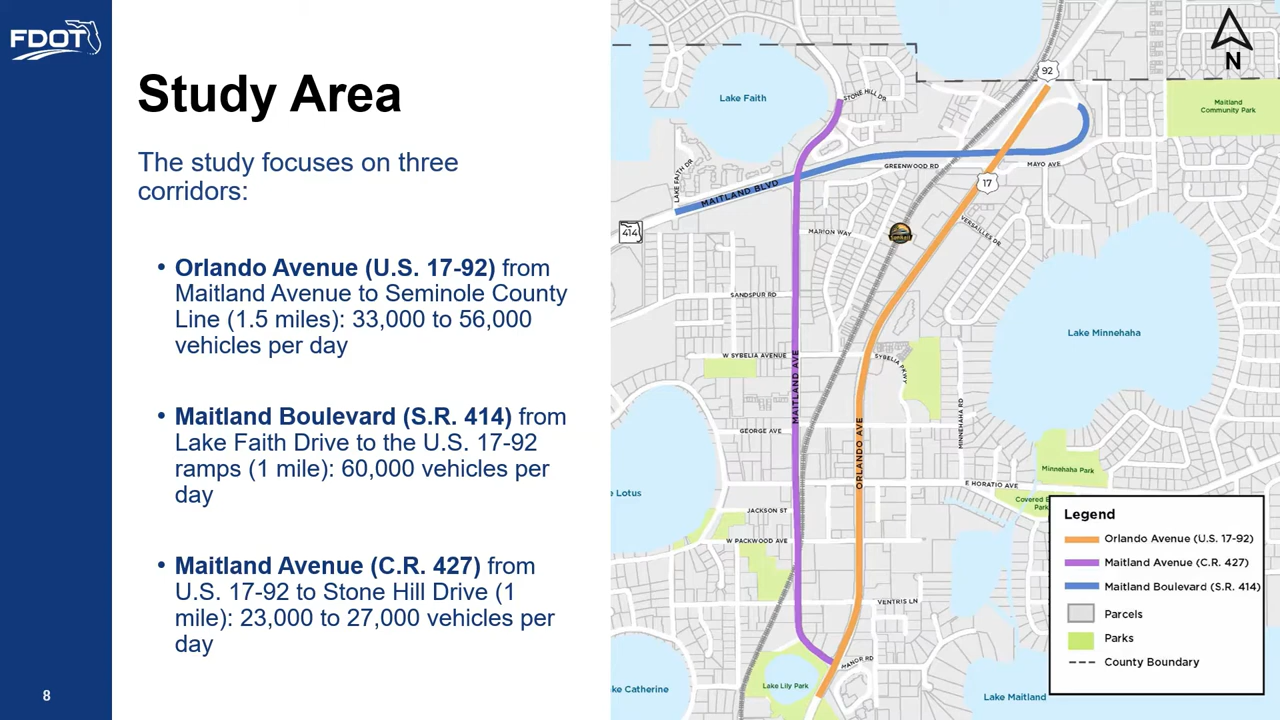 FDOT
Study Area
The study focuses on three
corridors:
• Orlando Avenue (U.S. 17-92) from
Maitland Avenue to Seminole County
Line (1.5 miles): 33,000 to 56,000
vehicles per day
• Maitland Boulevard (S.R. 414) from
Lake Faith Drive to the U.S. 17-92
ramps (1 mile): 60,000 vehicles per
day
• Maitland Avenue (C.R. 427) from
U.S. 17-92 to Stone Hill Drive (1
mile): 23,000 to 27,000 vehicles per
day
8
N
92
Lake Faith
STONE HILL DR
Maitland
Community Park
GREENWOOD RD
MAYO AVE
LAKE FAITH DR
MAITLAND BLVD
17
414
MARION WAY
VERSAILLES DR
SANDSPUR RD
Lake Minnehaha
W SYBELIA AVENUE
SYBELIA PKWY
MAITLAND AVE
ORLANDO AVE
MINNEHAHA RD
GEORGE AVE
Minnehaha Park
E HORATIO AVE
e Lotus
Covered B
Park
JACKSON ST
W PACKWOOD AVE
VENTRIS LN
MANOR RD
Lake Lily Park
ke Catherine
Lake Maitland
Legend
Orlando Avenue (U.S. 17-92)
Maitland Avenue (C.R. 427)
Maitland Boulevard (S.R. 414)
Parcels
Parks
County Boundary